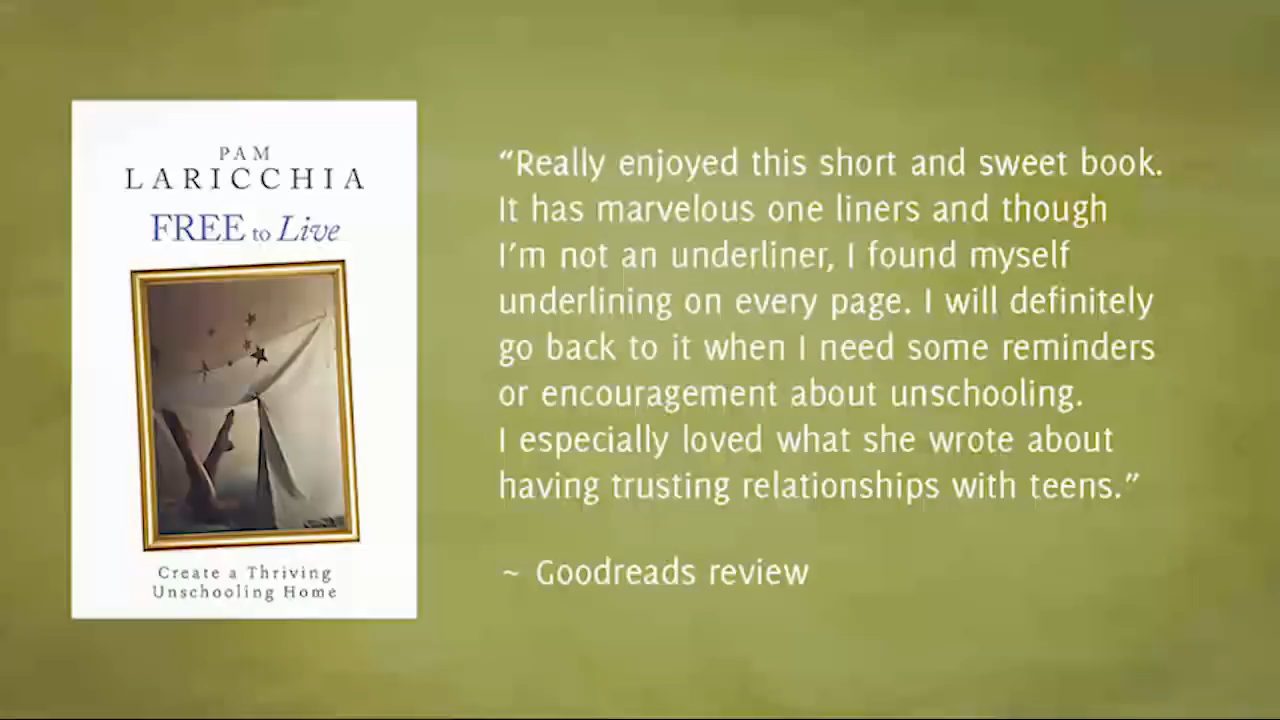 PAM
LARICCHIA
FREE to Live
Create a Thriving
Unschooling Home
“Really enjoyed this short and sweet book.
It has marvelous one liners and though
I’m not an underliner, I found myself
underlining on every page. I will definitely
go back to it when I need some reminders
or encouragement about unschooling.
I especially loved what she wrote about
having trusting relationships with teens.”
~ Goodreads review